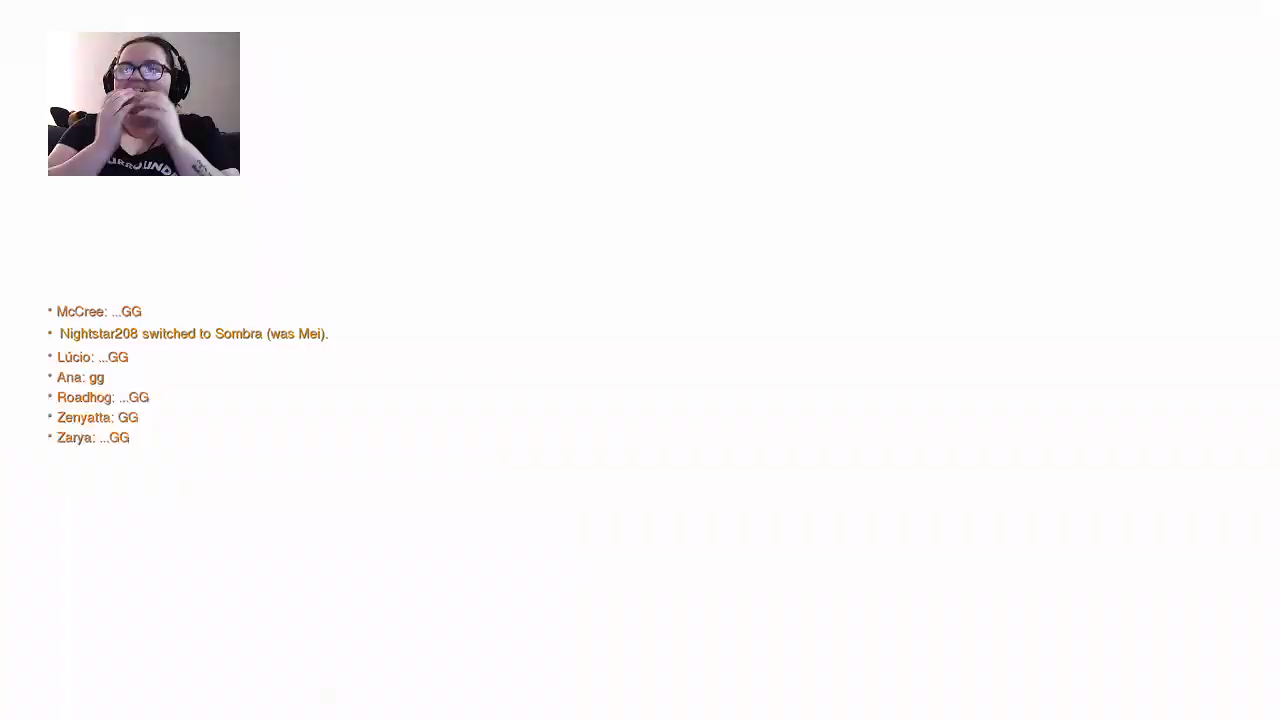 • McCree: ...GG
• Nightstar208 switched to Sombra (was Mei).
• Lúcio: ...GG
• Ana: gg
• Roadhog: ...GG
• Zenyatta: GG
• Zarya: ...GG